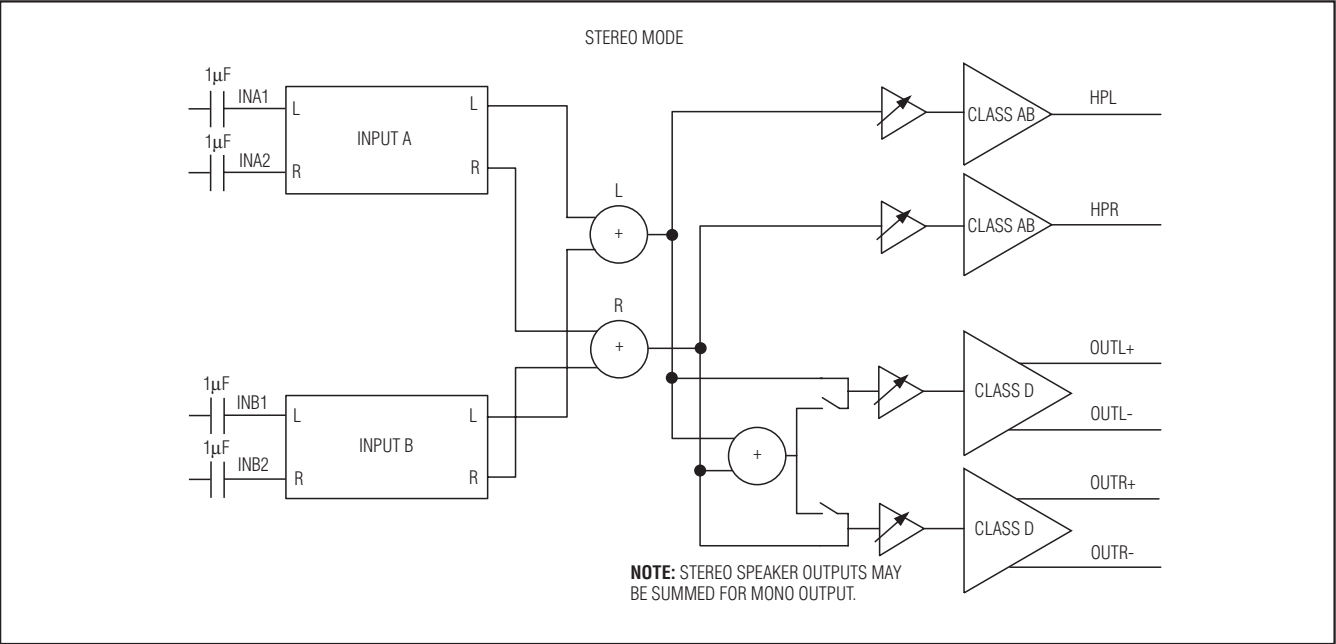 STEREO MODE
1μF
INA1
L
INPUT A
L
1μF
INA2
R
R
HPL
CLASS AB
HPR
CLASS AB
L
+
R
+
1μF
INB1
L
INPUT B
L
1μF
INB2
R
R
+
OUTL+
CLASS D
OUTL-
OUTR+
CLASS D
OUTR-
NOTE: STEREO SPEAKER OUTPUTS MAY
BE SUMMED FOR MONO OUTPUT.